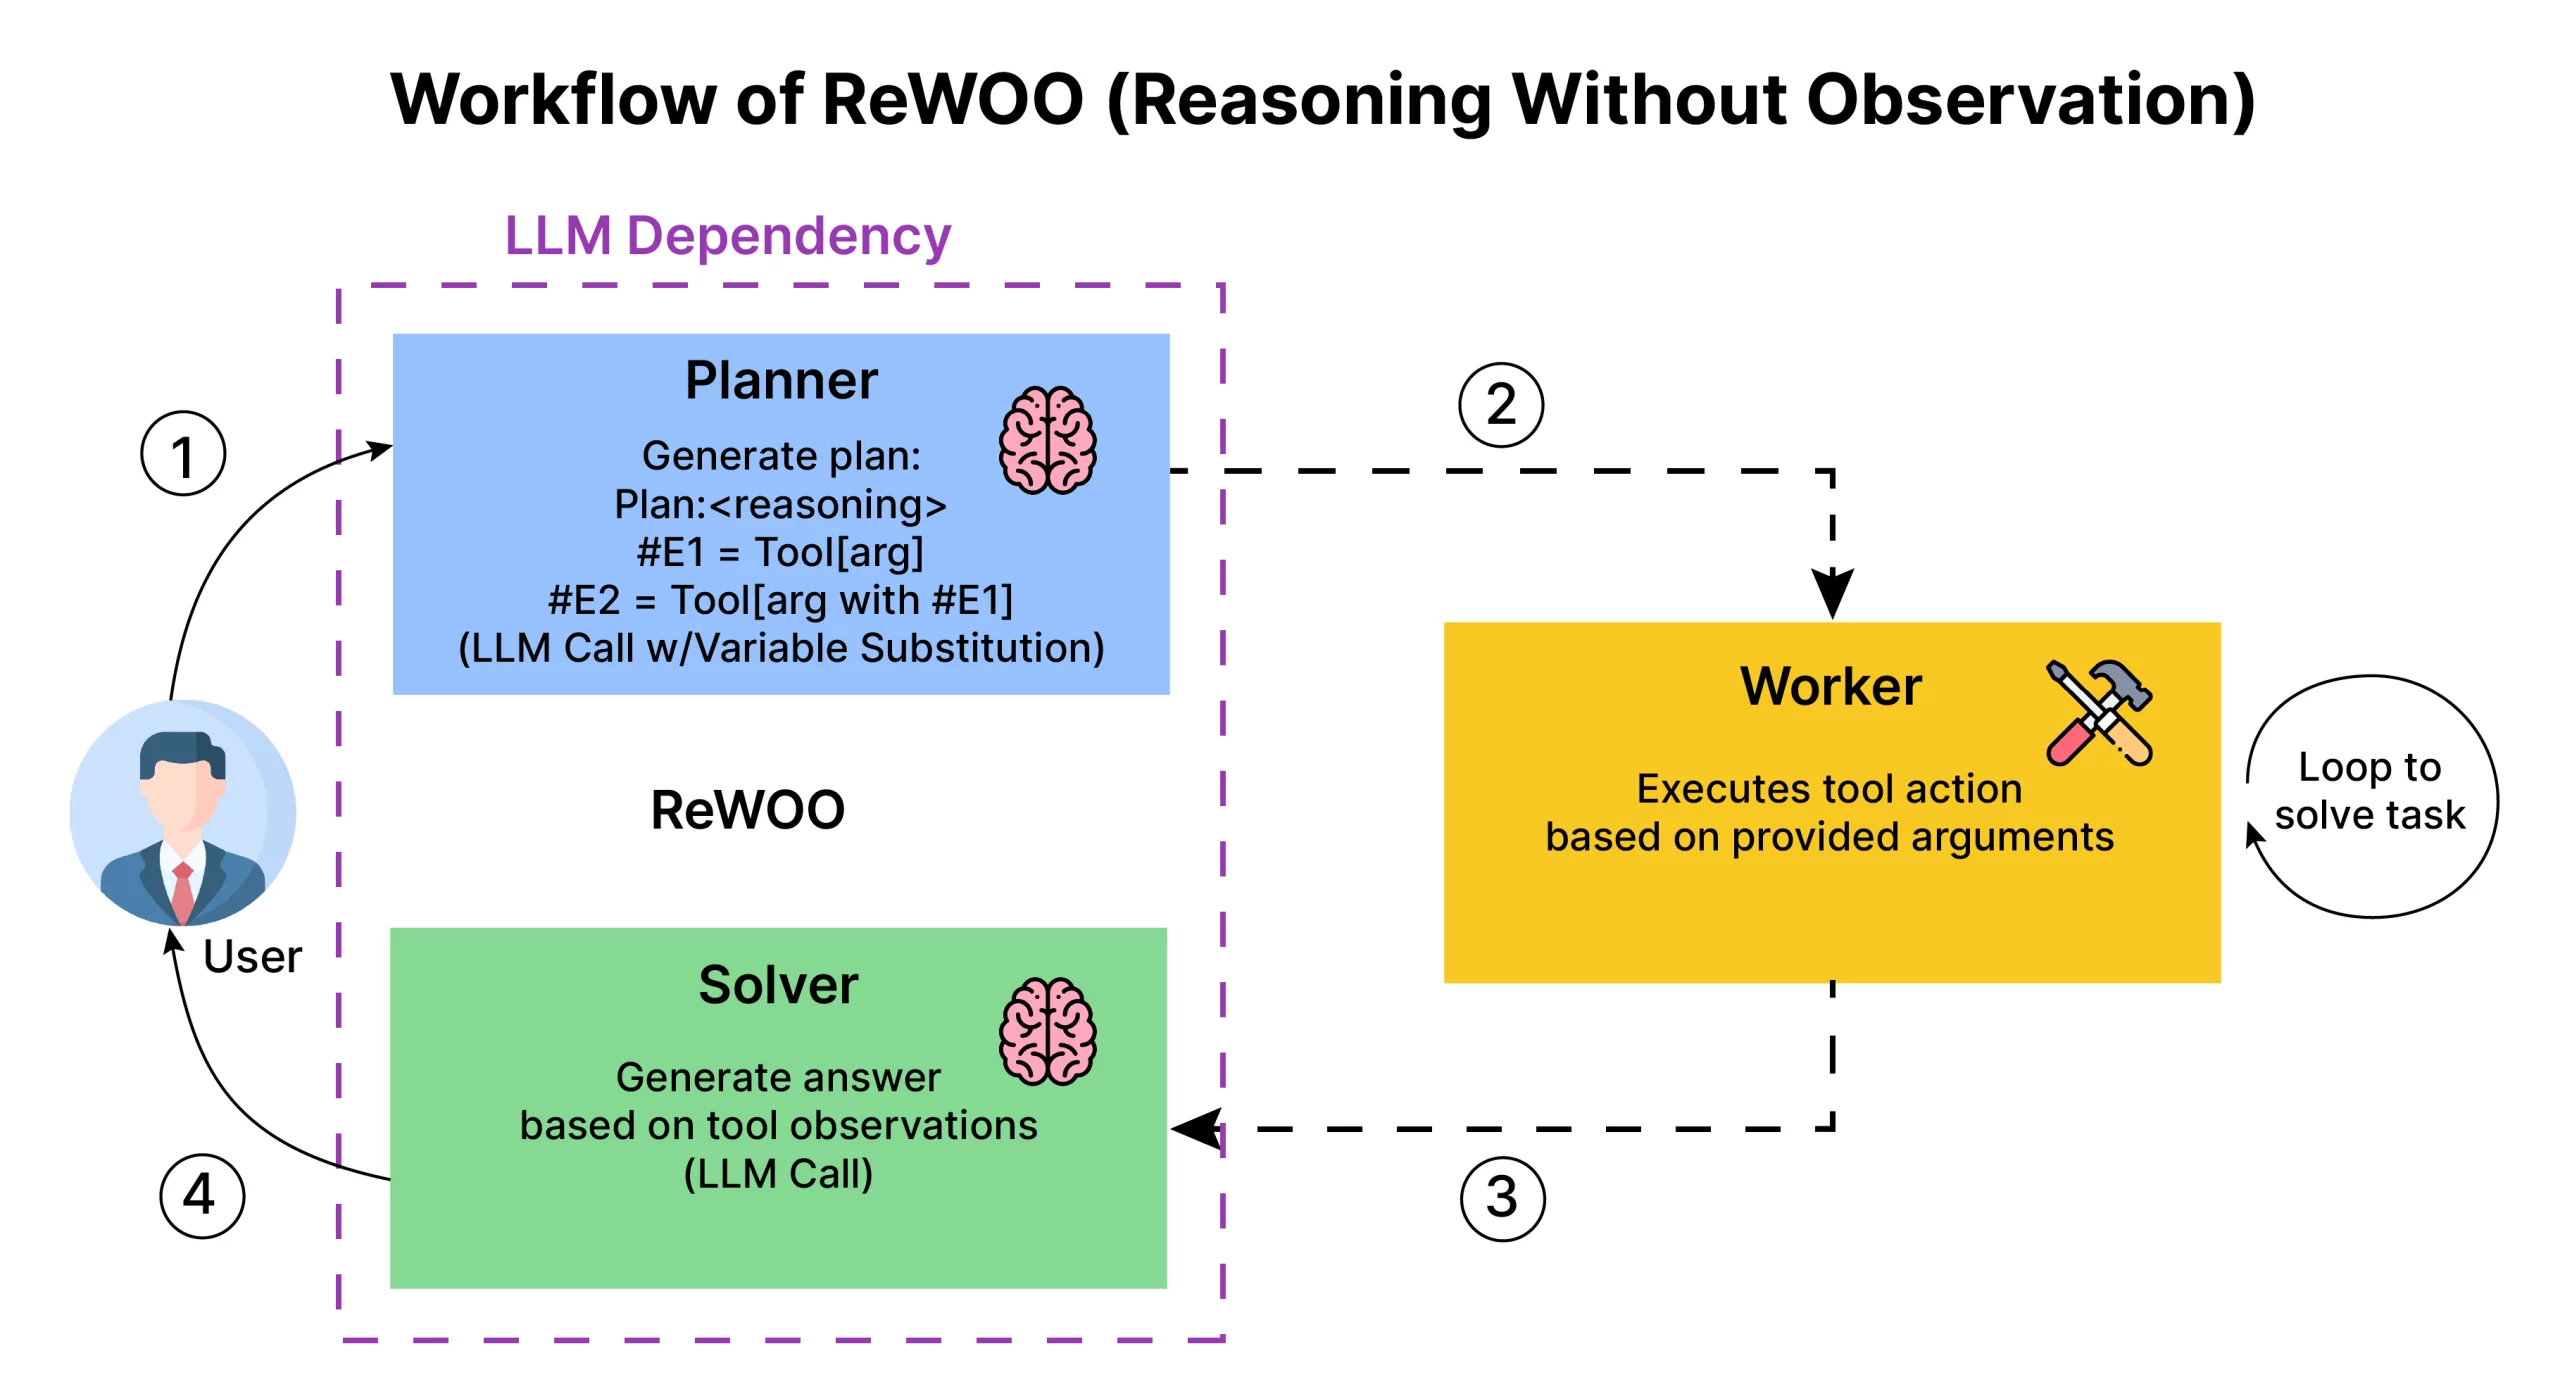 Workflow of ReWOO (Reasoning Without Observation)
LLM Dependency
1
Planner
Generate plan:
Plan:<reasoning>
#E1 = Tool[arg]
#E2 = Tool[arg with #E1]
(LLM Call w/Variable Substitution)
2
Worker
Executes tool action
based on provided arguments
Loop to
solve task
ReWOO
User
Solver
Generate answer
based on tool observations
(LLM Call)
3
4